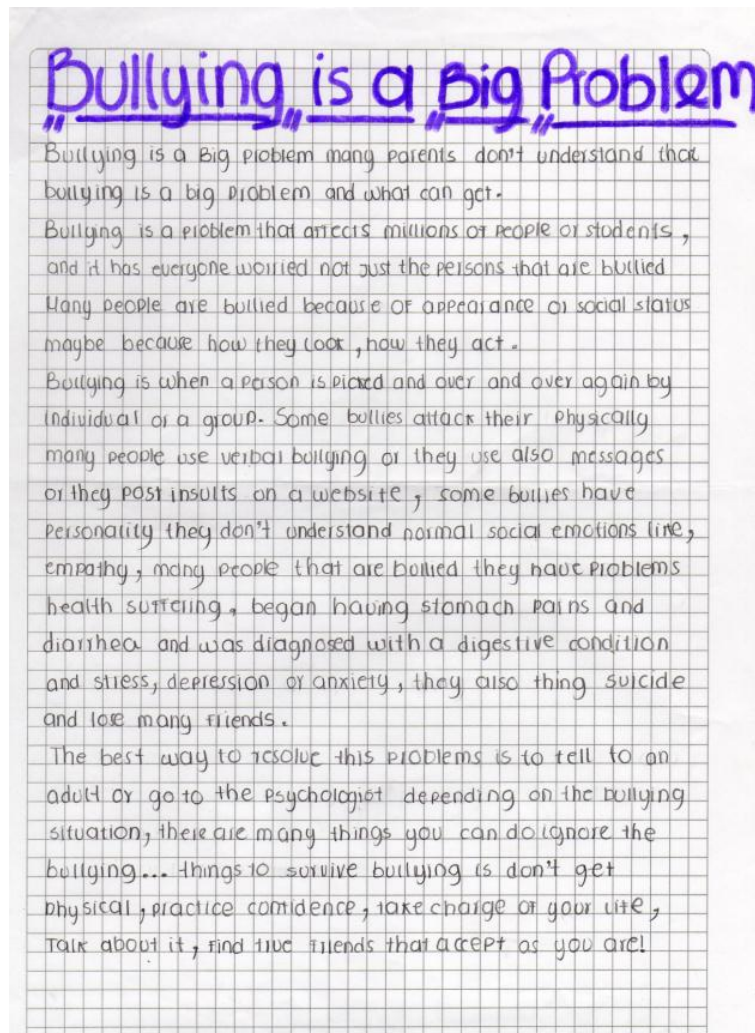 Bullying is a Big Problem
Bullying is a Big problem many parents don't understand that
bullying is a big problem and what can get.
Bullyng is a problem that affects millions of people or students,
and it has everyone worried not just the persons that are bullied
Many people are bullied because of appearance or social status
maybe because how they look, how they act.
Bullying is when a person is picked and over and over again by
individual or a group. Some bullies attack their physically
many people use verbal bullying or they use also messages
or they post insults on a website, some bullies have
personality they don't understand normal social emotions like,
empathy, many people that are bullied they have problems
health suffering, began having stomach pains and
diarrhea and was diagnosed with a digestive condition
and stress, depression or anxiety, they also thing suicide
and lose many friends.
The best way to resolve this problems is to tell to an
adult or go to the psychologist depending on the bullying
situation, there are many things you can do ignore the
bullying... things to survive bullying is don't get
physical, practice confidence, take charge of your life,
Talk about it, find true friends that accept as you are!